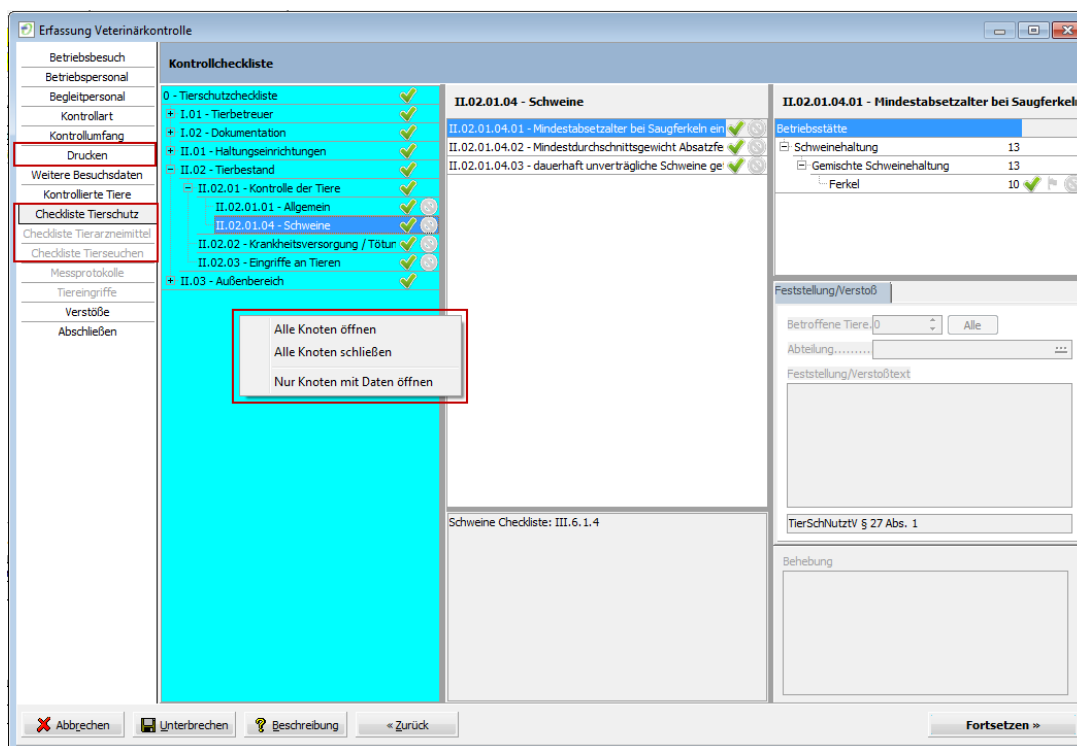 Erfassung Veterinärkontrolle
Betriebsbesuch
Betriebspersonal
Begleitpersonal
Kontrollart
Kontrollumfang
Drucken
Weitere Besuchsdaten
Kontrollierte Tiere
Checkliste Tierschutz
Checkliste Tierarzneimittel
Checkliste Tierseuchen
Messprotokolle
Tiereingriffe
Verstöße
Abschließen
Kontrollcheckliste
0 - Tierschutzcheckliste
I.01 - Tierbetreuer
I.02 - Dokumentation
II.01 - Haltungseinrichtungen
II.02 - Tierbestand
II.02.01 - Kontrolle der Tiere
II.02.01.01 - Allgemein
II.02.01.04 - Schweine
II.02.02 - Krankheitsversorgung / Tötun
II.02.03 - Eingriffe an Tieren
II.03 - Außenbereich
Alle Knoten öffnen
Alle Knoten schließen
Nur Knoten mit Daten öffnen
II.02.01.04 - Schweine
II.02.01.04.01 - Mindestabsetzalter bei Saugferkeln ein
II.02.01.04.02 - Mindestdurchschnittsgewicht Absatzfe
II.02.01.04.03 - dauerhaft unverträgliche Schweine ge
Schweine Checkliste: III.6.1.4
II.02.01.04.01 - Mindestabsetzalter bei Saugferkeln
Betriebsstätte
Schweinehaltung 13
Gemischte Schweinehaltung 13
Ferkel 10
Feststellung/Verstoß
Betroffene Tiere. 0 Alle
Abteilung.........
Feststellung/Verstoßtext
TierSchNutztV § 27 Abs. 1
Behebung
Abbrechen Unterbrechen Beschreibung « Zurück Fortsetzen »